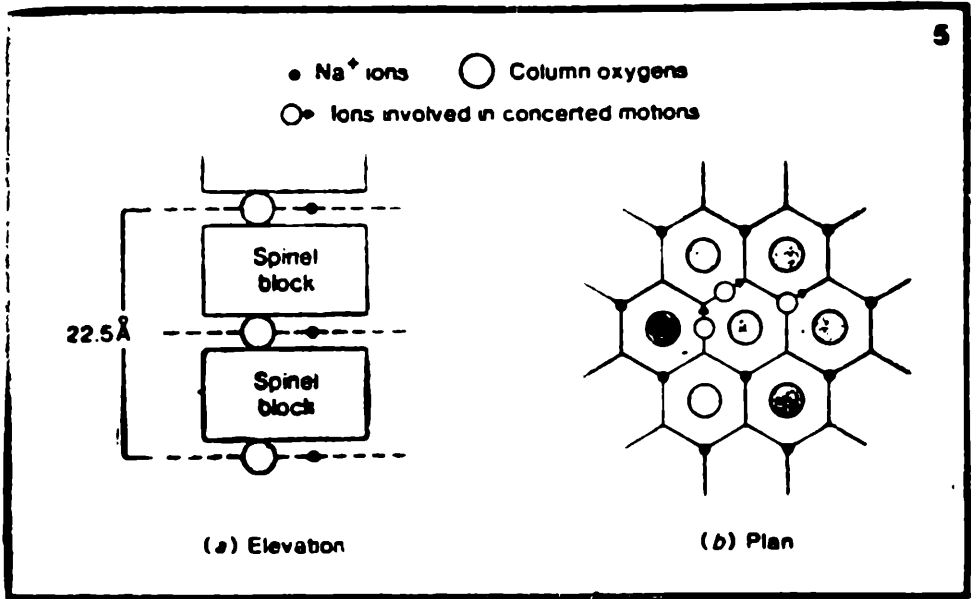 5
Na⁺ ions Column oxygens
Ions involved in concerted motions
Spinel
block
22.5Å
Spinel
block
(a) Elevation
(b) Plan